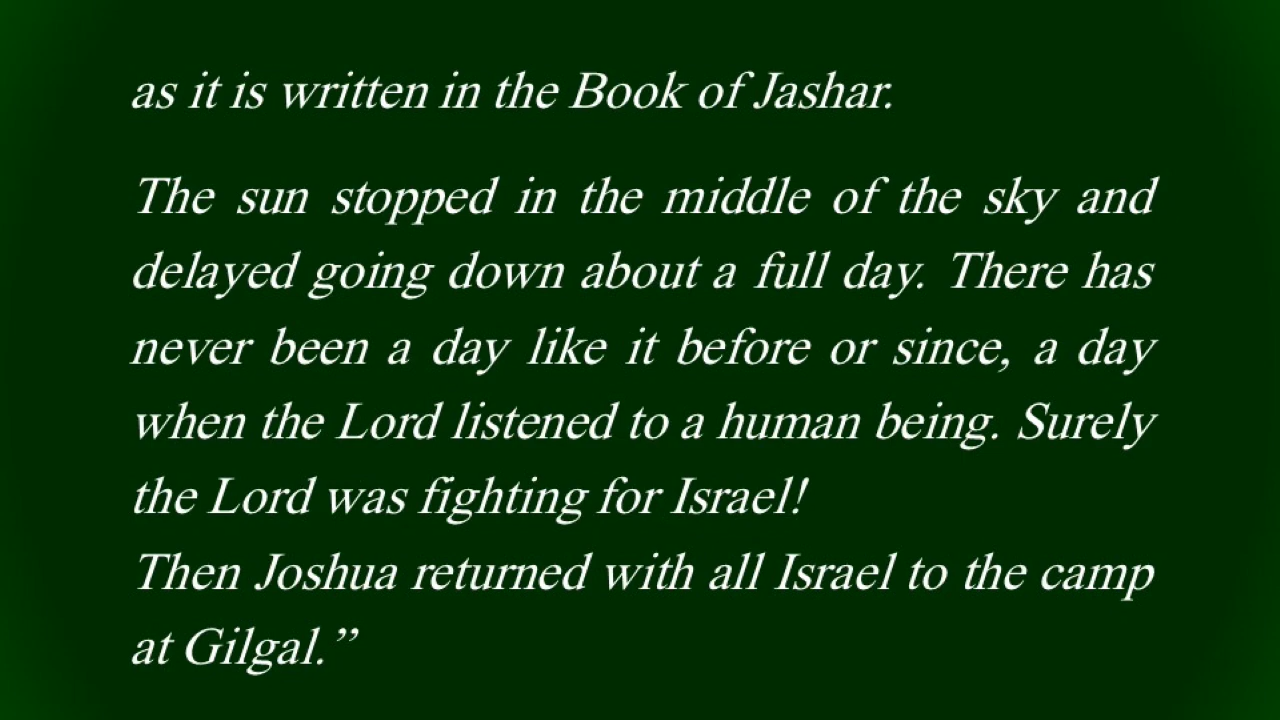 as it is written in the Book of Jashar.
The sun stopped in the middle of the sky and
delayed going down about a full day. There has
never been a day like it before or since, a day
when the Lord listened to a human being. Surely
the Lord was fighting for Israel!
Then Joshua returned with all Israel to the camp
at Gilgal.”